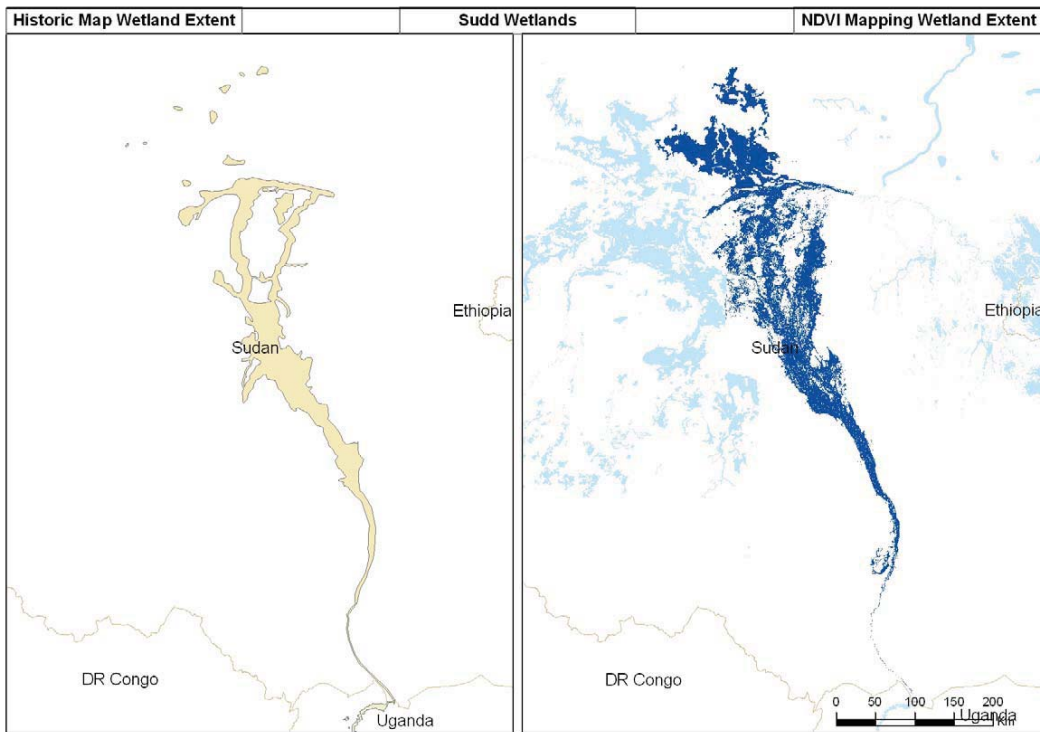 Historic Map Wetland Extent
Sudd Wetlands
NDVI Mapping Wetland Extent
Ethiopia
Sudan
DR Congo
Uganda
Ethiopia
Sudan
DR Congo
0 50 100 150 200
Uganda
Km